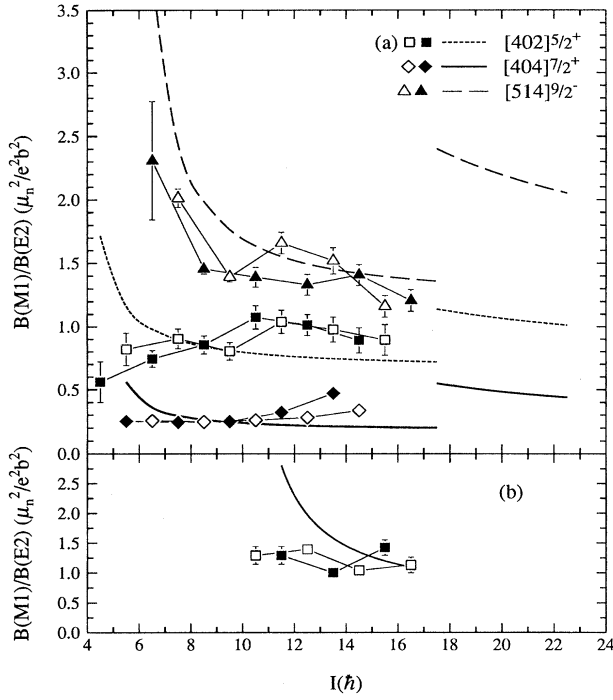 3.5
3.0
2.5
2.0
1.5
1.0
0.5
0.0
B(M1)/B(E2) (μₙ²/e²b²)
(a)
[402]5/2⁺
[404]7/2⁺
[514]9/2⁻
2.5
2.0
1.5
1.0
0.5
0.0
B(M1)/B(E2) (μₙ²/e²b²)
(b)
4 6 8 10 12 14 16 18 20 22 24
I(ℏ)